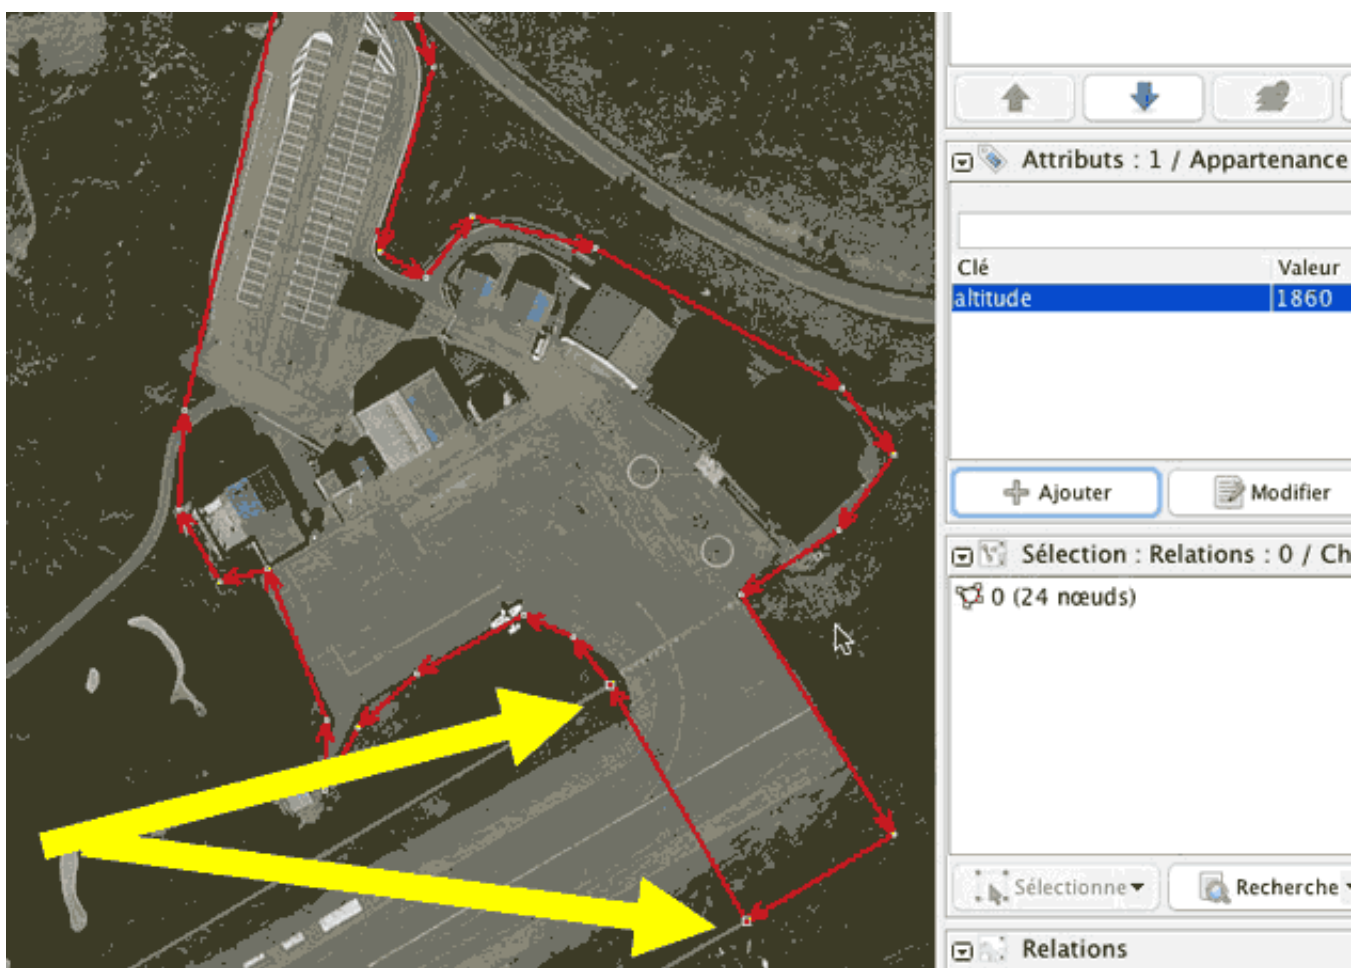 Attributs : 1 / Appartenance
Clé Valeur
altitude 1860
Ajouter Modifier
Sélection : Relations : 0 / Ch
0 (24 nœuds)
Sélectionne Recherche
Relations